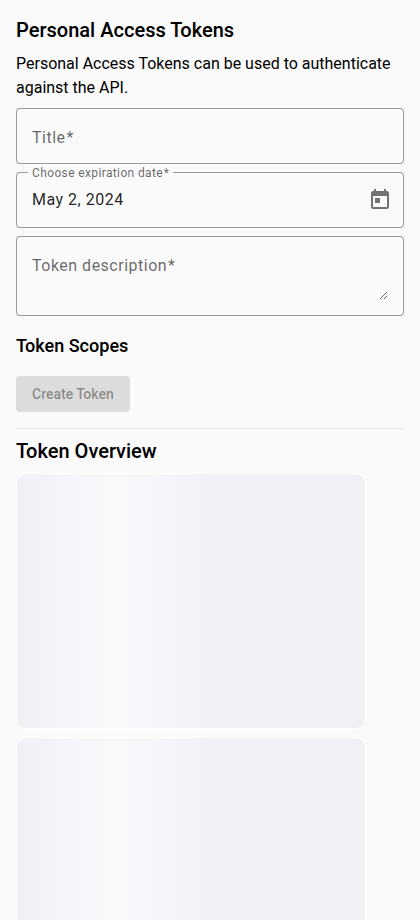 Personal Access Tokens
Personal Access Tokens can be used to authenticate
against the API.
Title*
Choose expiration date*
May 2, 2024
Token description*
Token Scopes
Create Token
Token Overview